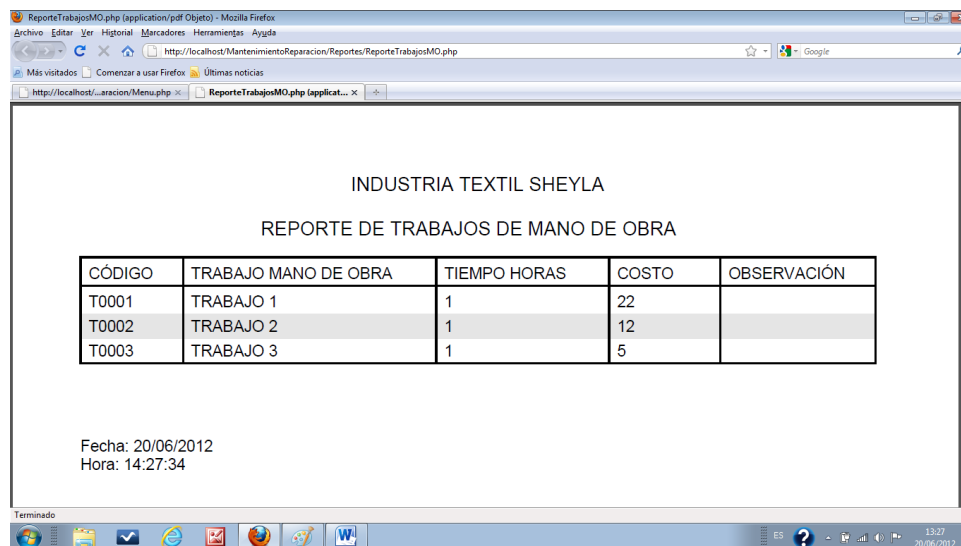 ReporteTrabajosMO.php (application/pdf Objeto) - Mozilla Firefox
Archivo Editar Ver Historial Marcadores Herramientas Ayuda
http://localhost/MantenimientoReparacion/Reportes/ReporteTrabajosMO.php Google
Más visitados Comenzar a usar Firefox Últimas noticias
http://localhost/...aracion/Menu.php ReporteTrabajosMO.php (applicat...
INDUSTRIA TEXTIL SHEYLA
REPORTE DE TRABAJOS DE MANO DE OBRA
CÓDIGO TRABAJO MANO DE OBRA TIEMPO HORAS COSTO OBSERVACIÓN
T0001 TRABAJO 1 1 22
T0002 TRABAJO 2 1 12
T0003 TRABAJO 3 1 5
Fecha: 20/06/2012
Hora: 14:27:34
Terminado
ES 13:27
20/06/2012